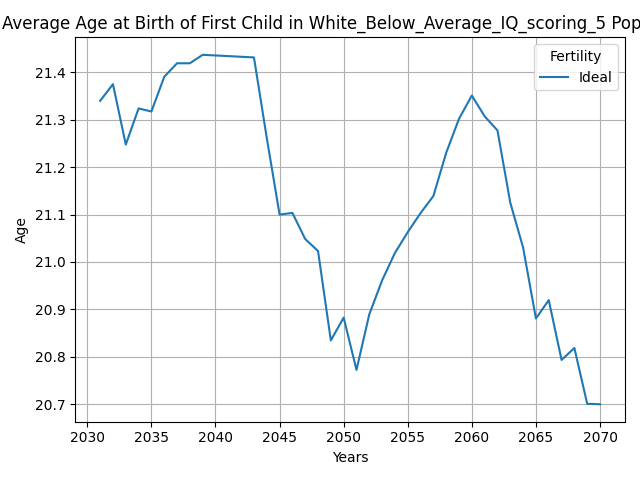 Average Age at Birth of First Child in White_Below_Average_IQ_scoring_5 Pop
Fertility
Ideal
21.4
21.3
21.2
21.1
21.0
20.9
20.8
20.7
Age
2030 2035 2040 2045 2050 2055 2060 2065 2070
Years